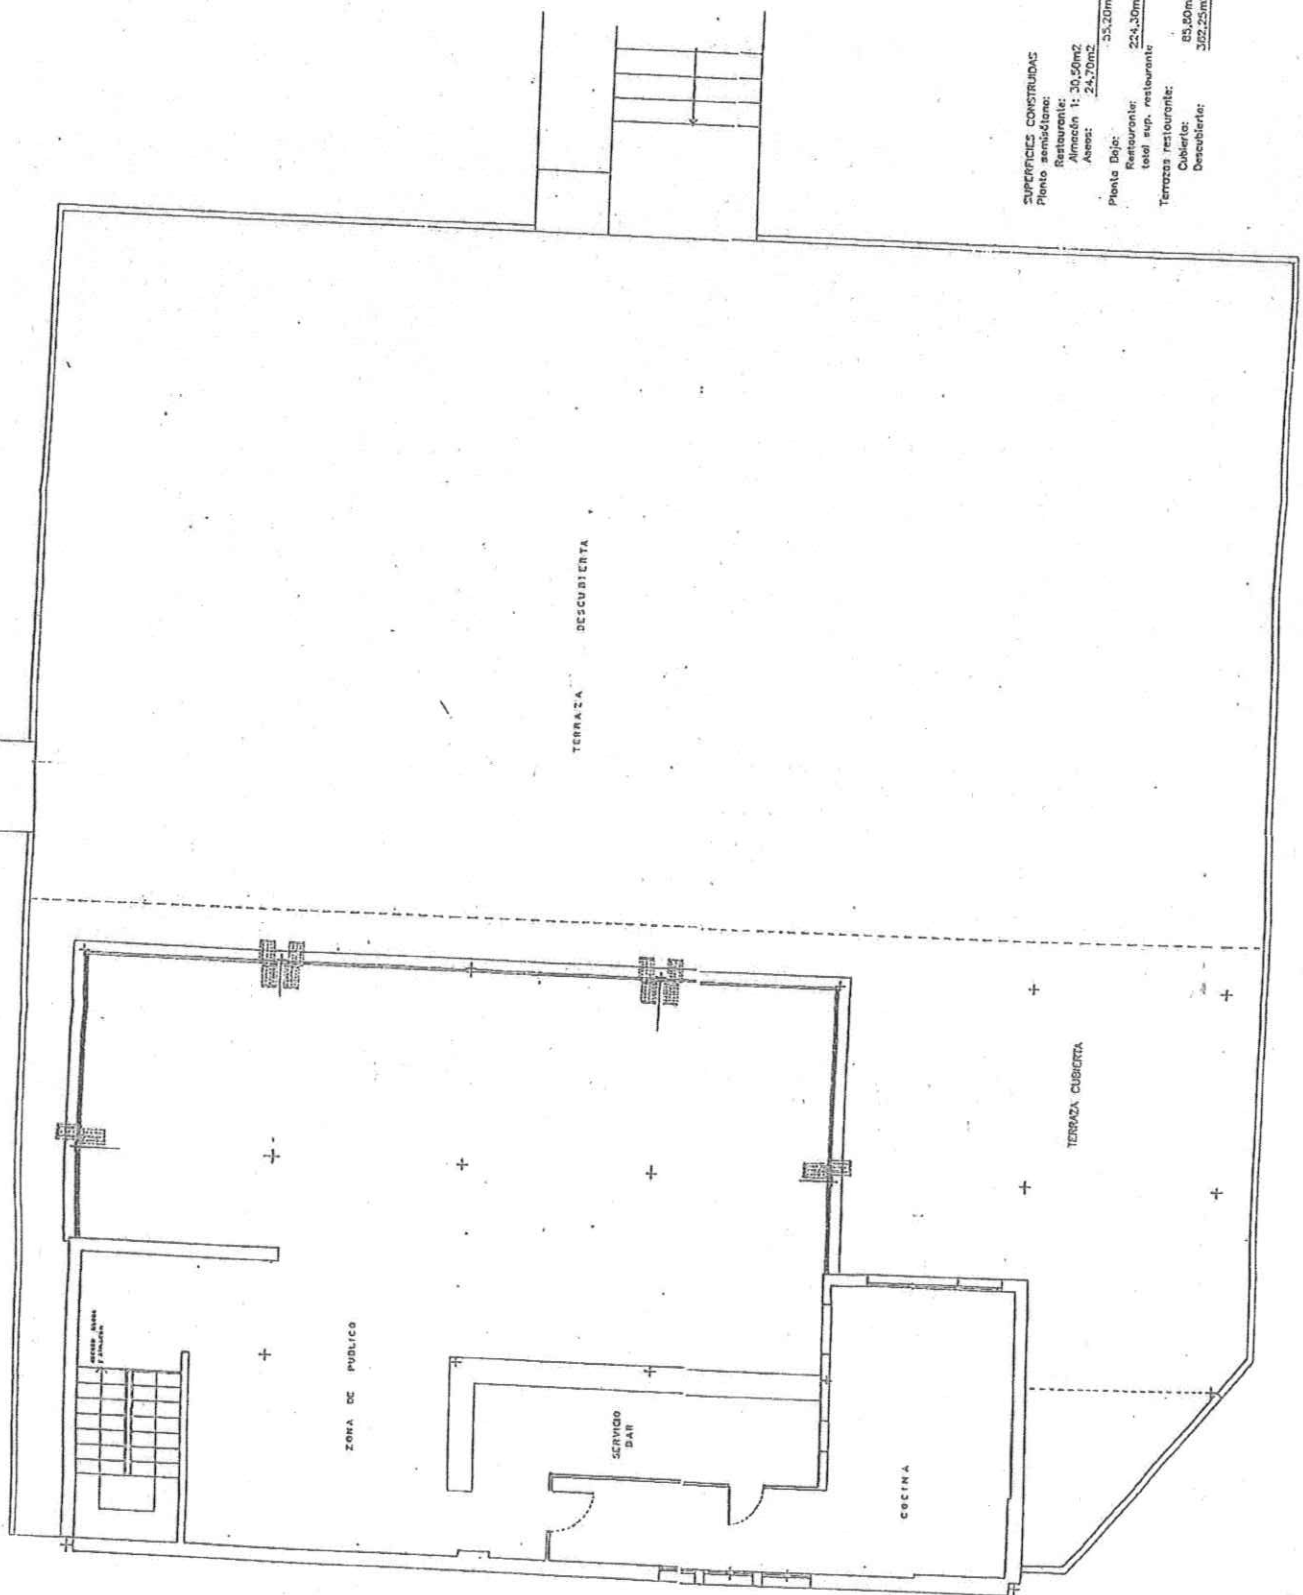 SUPERFICIES CONSTRUIDAS
Planta semisótano:
Restaurante:
Almacén 1: 30,50m2
Aseos: 24,70m2
55,20m
Planta Baja:
Restaurante: 224,30m
total sup. restaurante
Terrazas restaurante:
Cubierta: 85,80m
Descubierta: 362,25m
TERRAZA DESCUBIERTA
TERRAZA CUBIERTA
ZONA DE PUBLICO
SERVICIO
BAR
COCINA